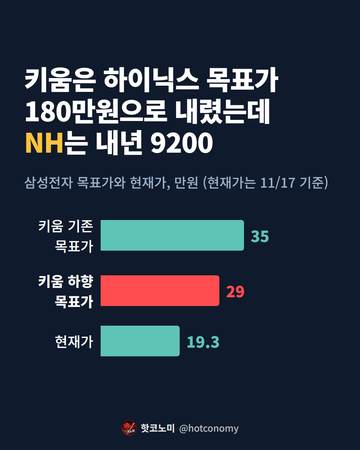 키움은 하이닉스 목표가
180만원으로 내렸는데
NH는 내년 9200
삼성전자 목표가와 현재가, 만원 (현재가는 11/17 기준)
키움 기존
목표가
35
키움 하향
목표가
29
현재가
19.3
핫코노미 @hotconomy